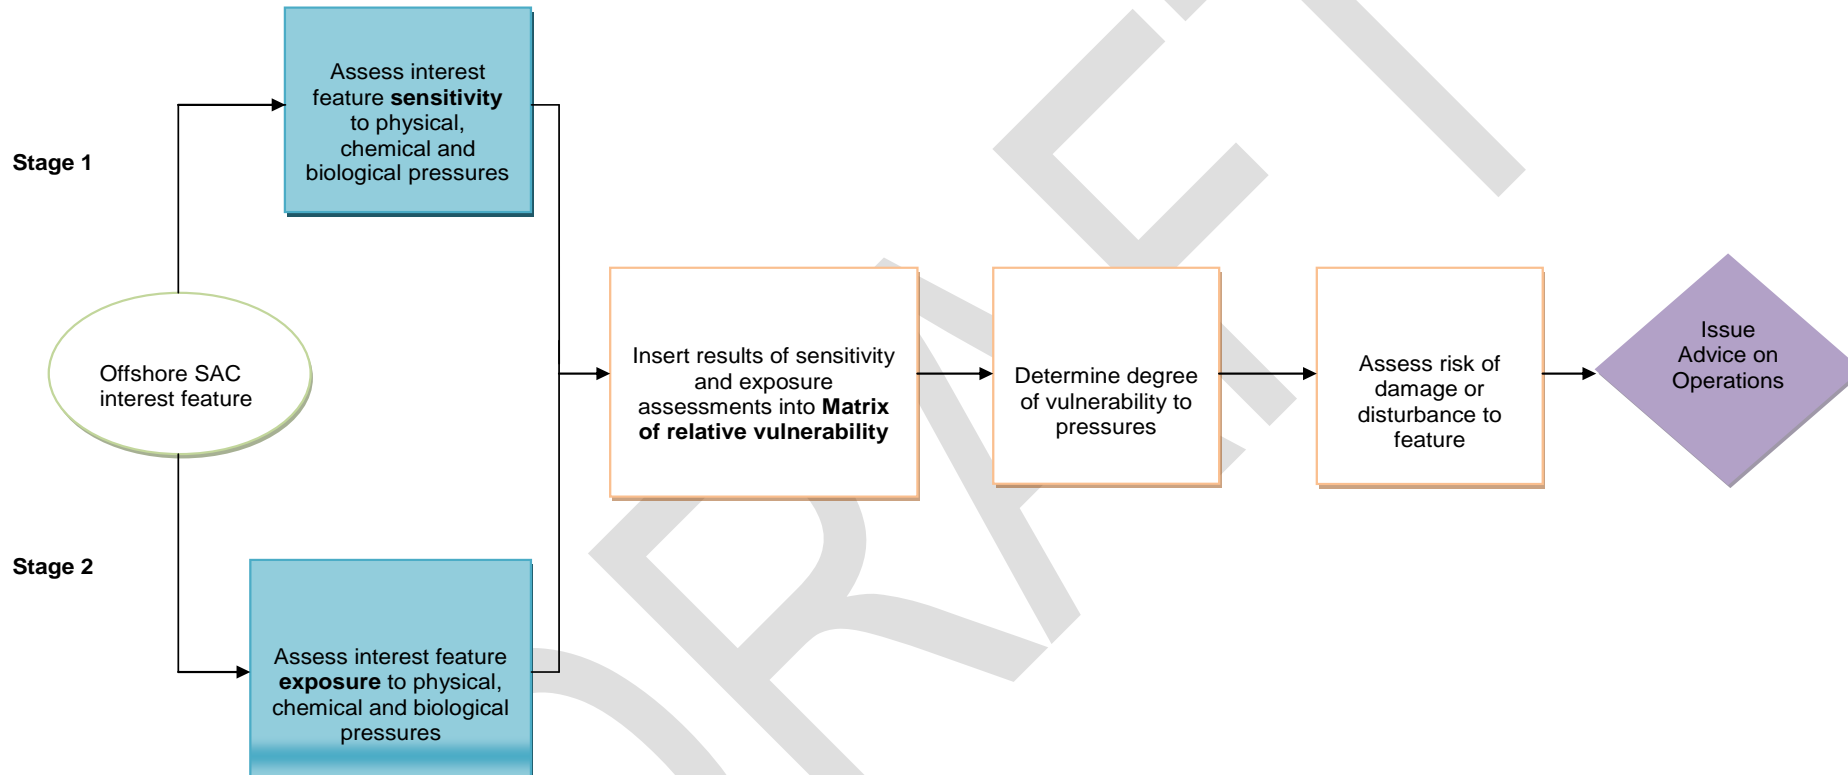 Stage 1
Assess interest
feature sensitivity
to physical,
chemical and
biological pressures
Offshore SAC
interest feature
Stage 2
Assess interest feature
exposure to physical,
chemical and biological
pressures
Insert results of sensitivity
and exposure
assessments into Matrix
of relative vulnerability
Determine degree
of vulnerability to
pressures
Assess risk of
damage or
disturbance to
feature
Issue
Advice on
Operations
DRAFT